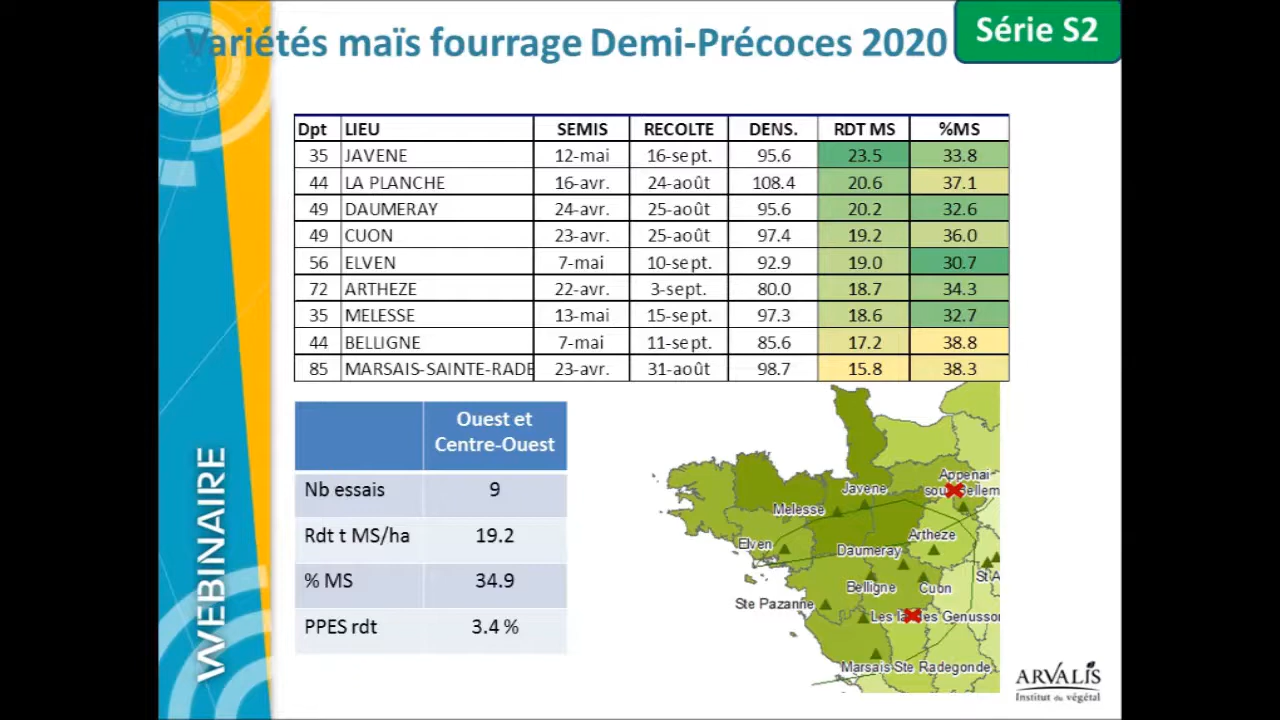 Variétés maïs fourrage Demi-Précoces 2020
Série S2
Dpt LIEU SEMIS RECOLTE DENS. RDT MS %MS
35 JAVENE 12-mai 16-sept. 95.6 23.5 33.8
44 LA PLANCHE 16-avr. 24-août 108.4 20.6 37.1
49 DAUMERAY 24-avr. 25-août 95.6 20.2 32.6
49 CUON 23-avr. 25-août 97.4 19.2 36.0
56 ELVEN 7-mai 10-sept. 92.9 19.0 30.7
72 ARTHEZE 22-avr. 3-sept. 80.0 18.7 34.3
35 MELESSE 13-mai 15-sept. 97.3 18.6 32.7
44 BELLIGNE 7-mai 11-sept. 85.6 17.2 38.8
85 MARSAIS-SAINTE-RADE 23-avr. 31-août 98.7 15.8 38.3
Ouest et
Centre-Ouest
Nb essais 9
Rdt t MS/ha 19.2
% MS 34.9
PPES rdt 3.4 %
WEBINAIRE
Appenai
Javene
Melesse
Artheze
Elven
Daumeray
St A
Belligne
Cuon
Ste Pazanne
Genusson
Marsais Ste Radegonde
ARVALIS
Institut du végétal